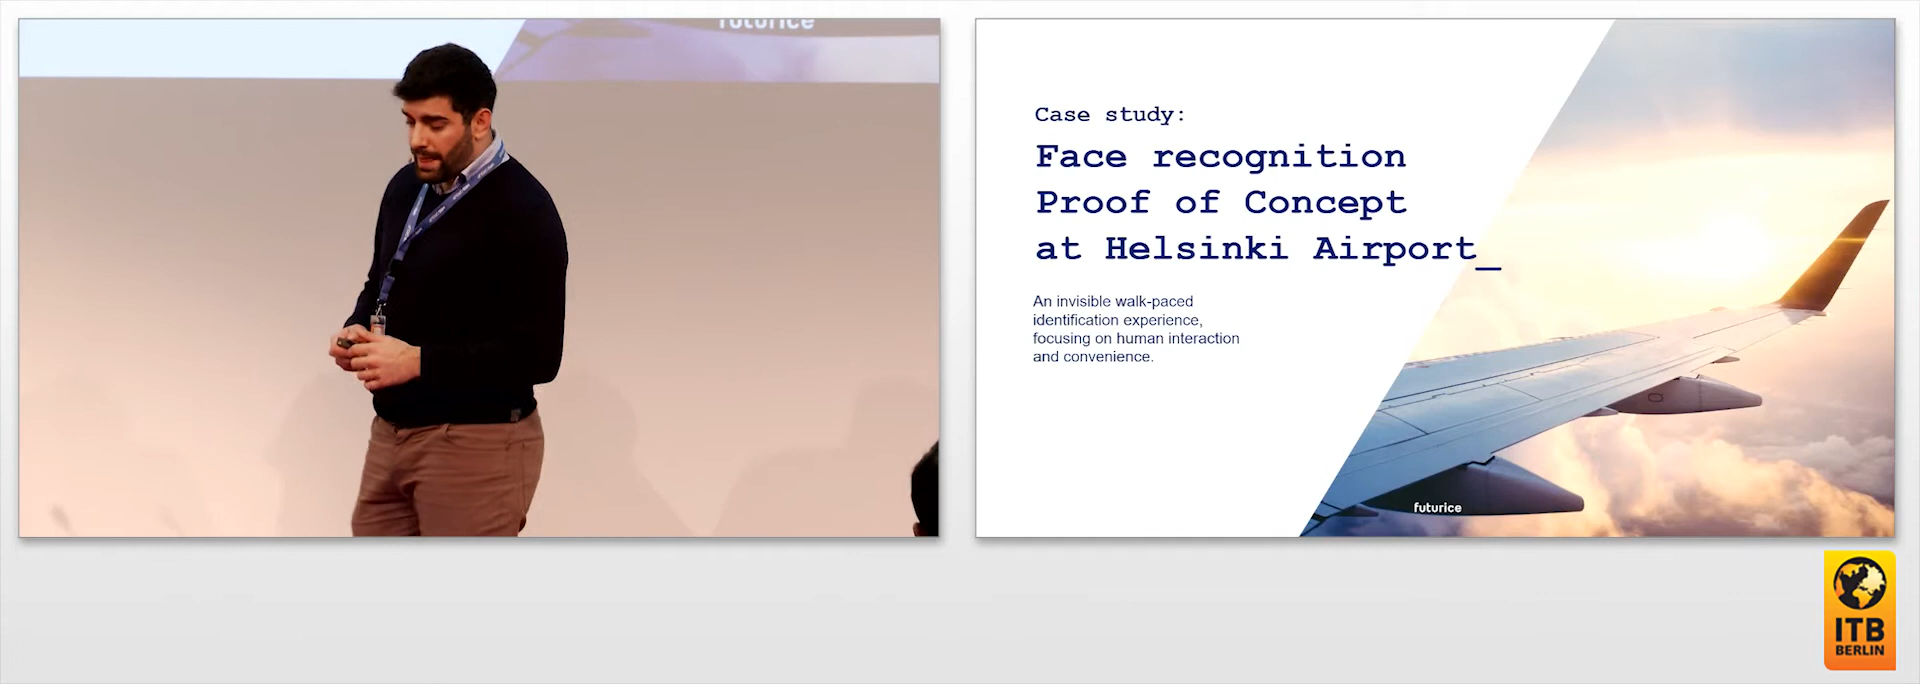 futurice
Case study:
Face recognition
Proof of Concept
at Helsinki Airport_
An invisible walk-paced
identification experience,
focusing on human interaction
and convenience.
futurice
ITB
BERLIN